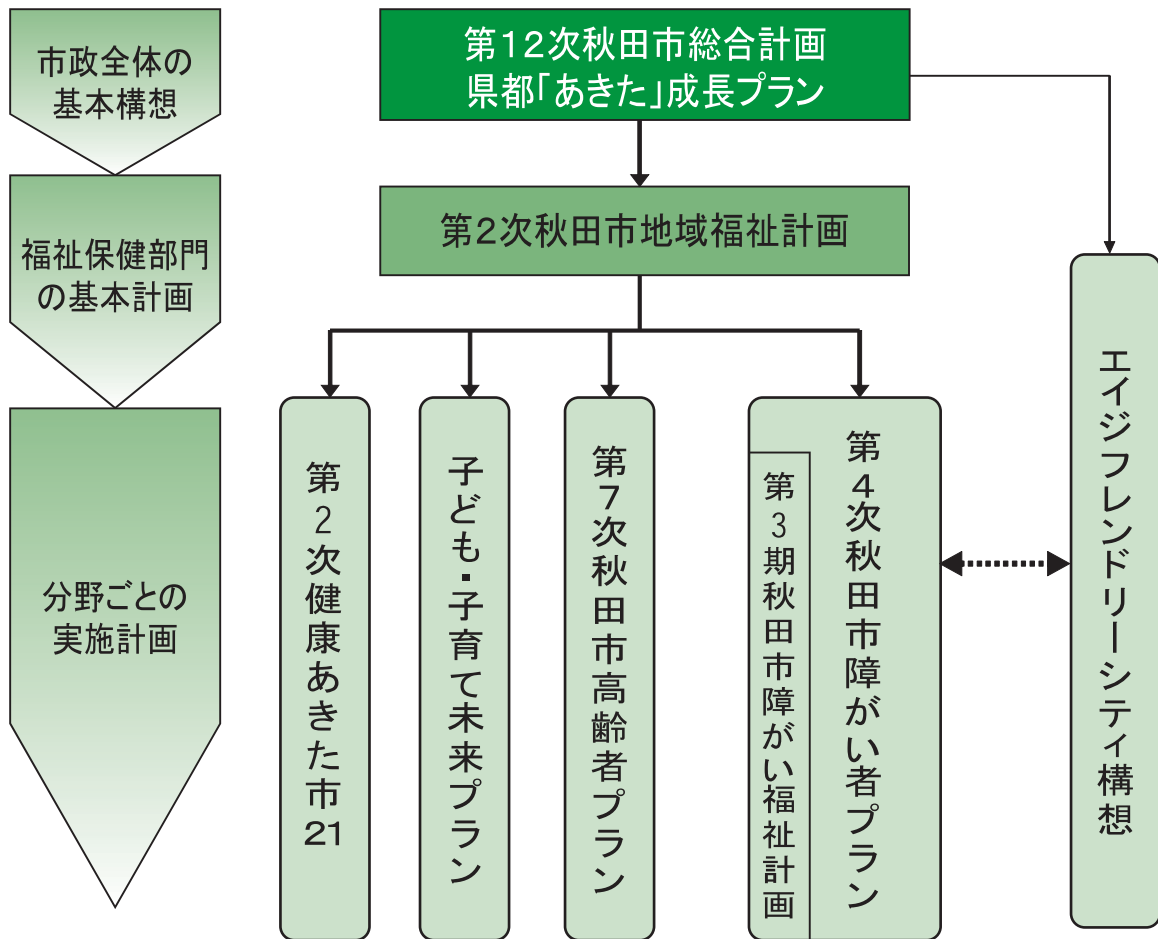 市政全体の
基本構想
第12次秋田市総合計画
県都「あきた」成長プラン
福祉保健部門
の基本計画
第2次秋田市地域福祉計画
分野ごとの
実施計画
第2次健康あきた市21
子ども・子育て未来プラン
第7次秋田市高齢者プラン
第4次秋田市障がい者プラン
第3期秋田市障がい福祉計画
エイジフレンドリーシティ構想